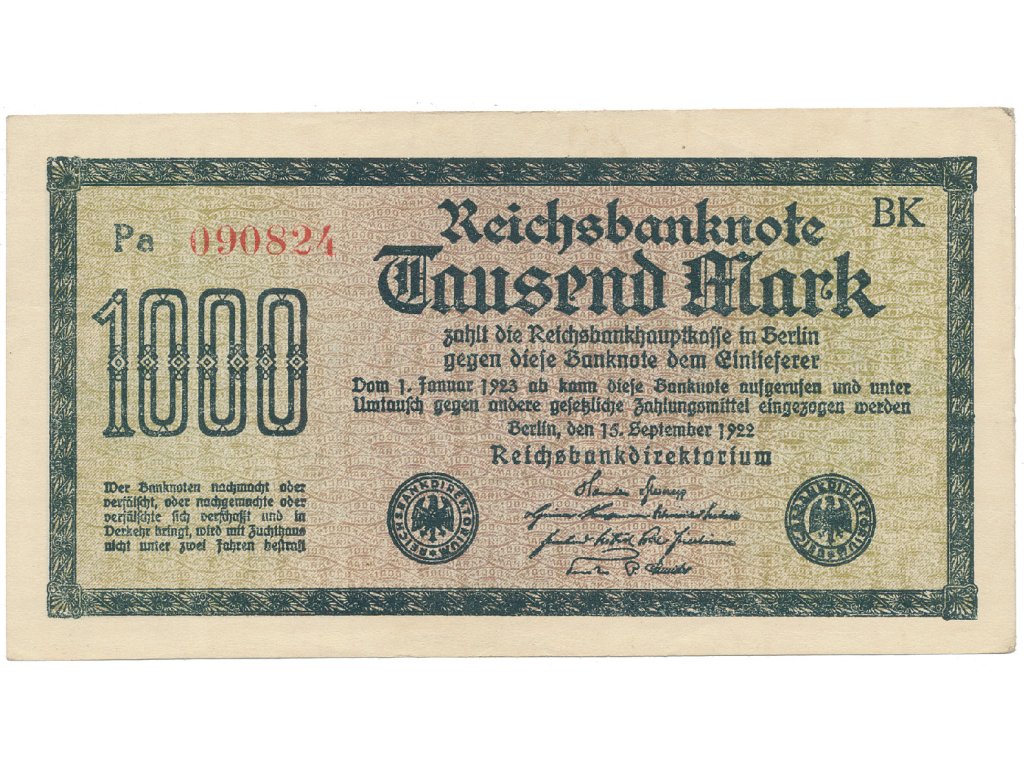 Pa 090824
BK
Reichsbanknote
Tausend Mark
1000
zahlt die Reichsbankhauptkasse in Berlin
gegen diese Banknote dem Einlieferer
Vom 1. Januar 1923 ab kann diese Banknote aufgerufen und unter
Umtausch gegen andere gesetzliche Zahlungsmittel eingezogen werden
Berlin, den 15. September 1922
Reichsbankdirektorium
Wer Banknoten nachmacht oder
verfälscht, oder nachgemachte oder
verfälschte sich verschafft und in
Verkehr bringt, wird mit Zuchthaus
nicht unter zwei Jahren bestraft
REICHSBANKDIREKTORIUM
REICHSBANKDIREKTORIUM